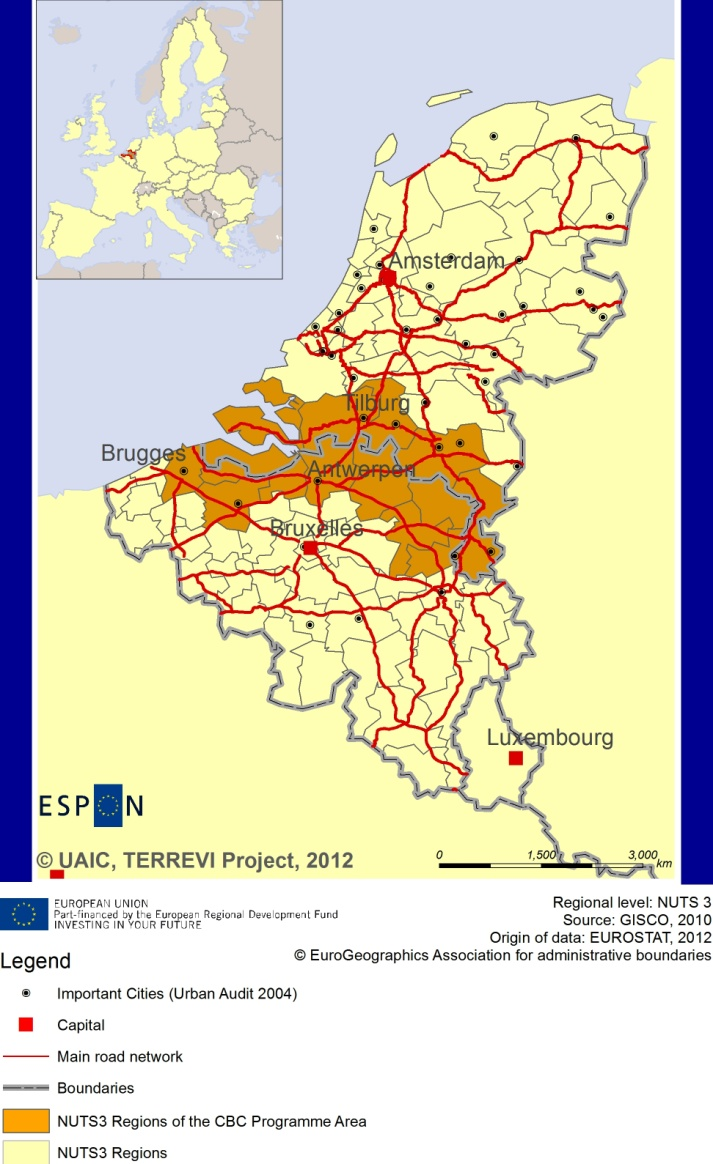 Amsterdam
Tilburg
Brugges
Antwerpen
Bruxelles
Luxembourg
ESPON
© UAIC, TERREVI Project, 2012
0 1,500 3,000 km
EUROPEAN UNION
Part-financed by the European Regional Development Fund
INVESTING IN YOUR FUTURE
Regional level: NUTS 3
Source: GISCO, 2010
Origin of data: EUROSTAT, 2012
© EuroGeographics Association for administrative boundaries
Legend
Important Cities (Urban Audit 2004)
Capital
Main road network
Boundaries
NUTS3 Regions of the CBC Programme Area
NUTS3 Regions